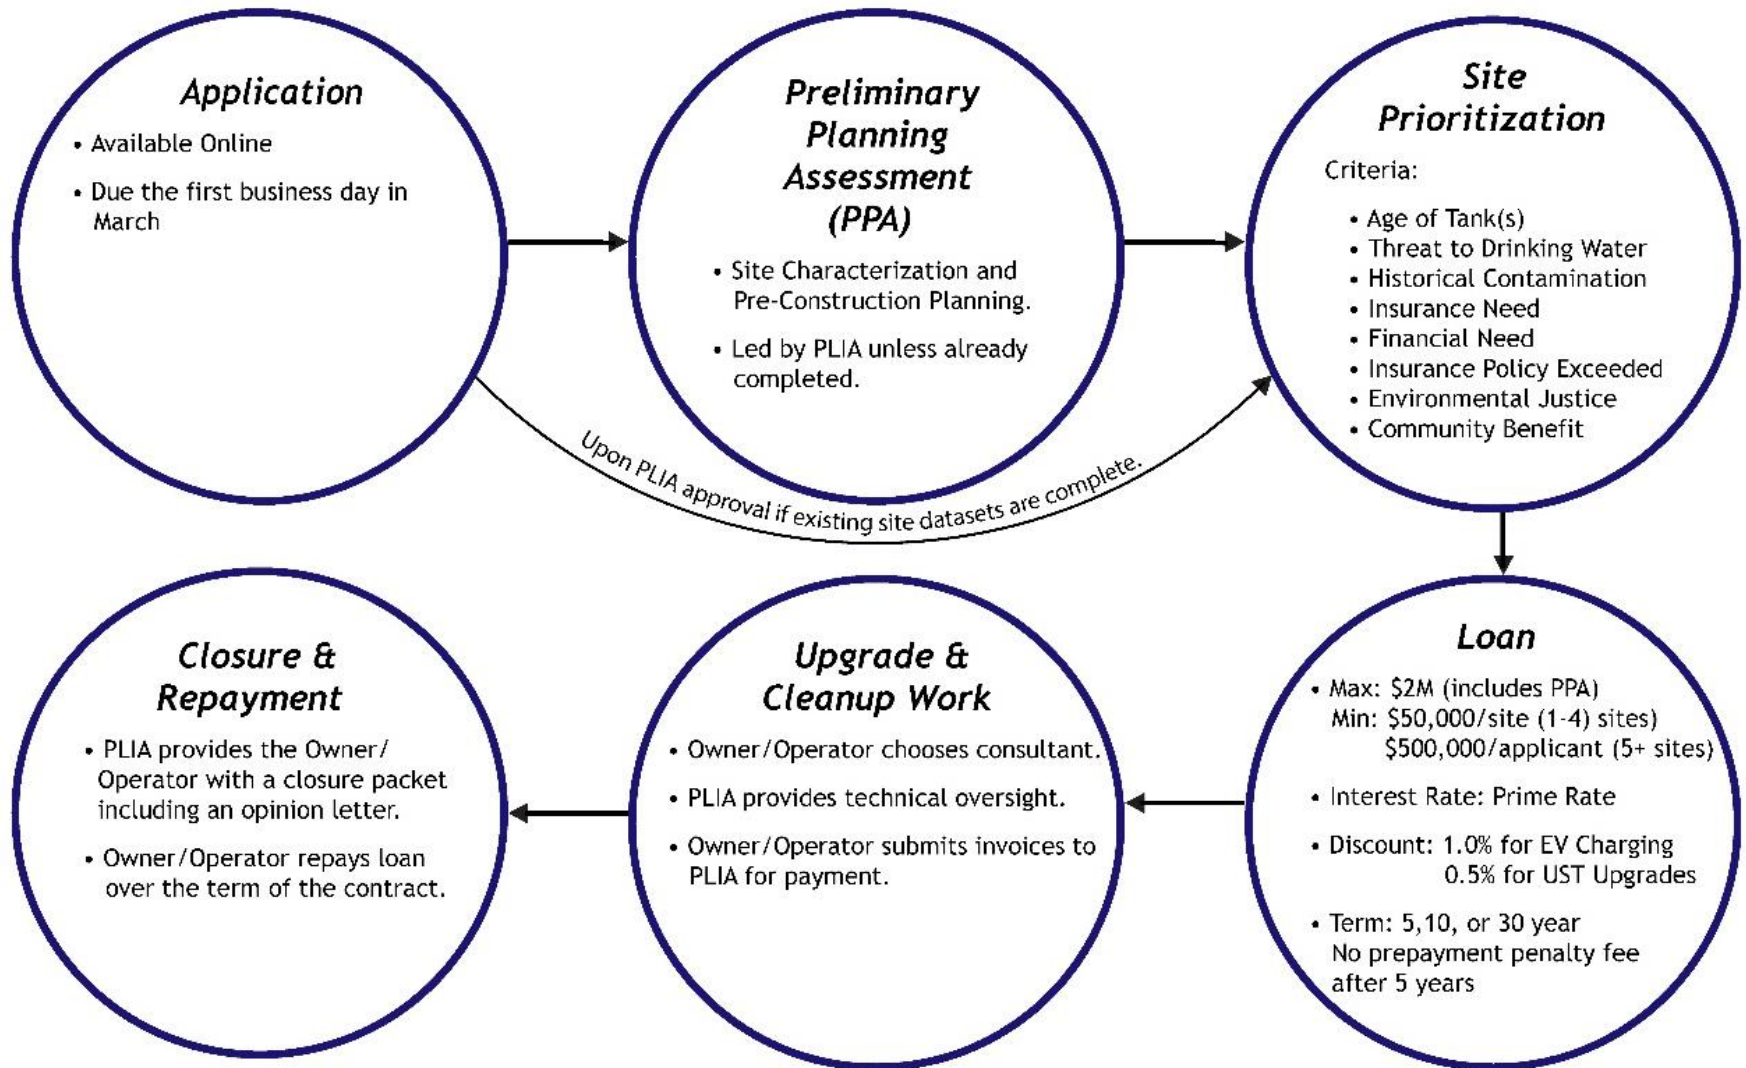 Application
• Available Online
• Due the first business day in
March
Preliminary
Planning
Assessment
(PPA)
• Site Characterization and
Pre-Construction Planning.
• Led by PLIA unless already
completed.
Site
Prioritization
Criteria:
• Age of Tank(s)
• Threat to Drinking Water
• Historical Contamination
• Insurance Need
• Financial Need
• Insurance Policy Exceeded
• Environmental Justice
• Community Benefit
Upon PLIA approval if existing site datasets are complete.
Loan
• Max: $2M (includes PPA)
Min: $50,000/site (1-4) sites)
$500,000/applicant (5+ sites)
• Interest Rate: Prime Rate
• Discount: 1.0% for EV Charging
0.5% for UST Upgrades
• Term: 5,10, or 30 year
No prepayment penalty fee
after 5 years
Upgrade &
Cleanup Work
• Owner/Operator chooses consultant.
• PLIA provides technical oversight.
• Owner/Operator submits invoices to
PLIA for payment.
Closure &
Repayment
• PLIA provides the Owner/
Operator with a closure packet
including an opinion letter.
• Owner/Operator repays loan
over the term of the contract.